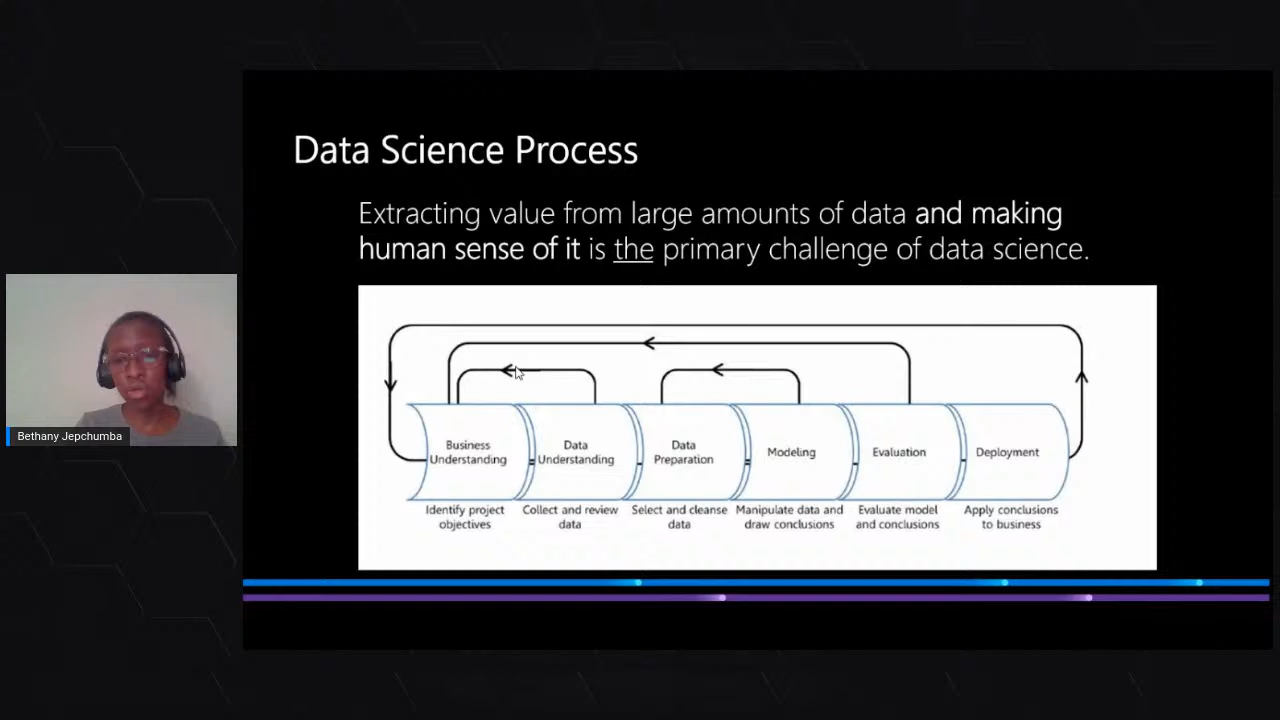 Data Science Process
Extracting value from large amounts of data and making
human sense of it is the primary challenge of data science.
Bethany Jepchumba
Business
Understanding
Data
Understanding
Data
Preparation
Modeling
Evaluation
Deployment
Identify project
objectives
Collect and review
data
Select and cleanse
data
Manipulate data and
draw conclusions
Evaluate model
and conclusions
Apply conclusions
to business